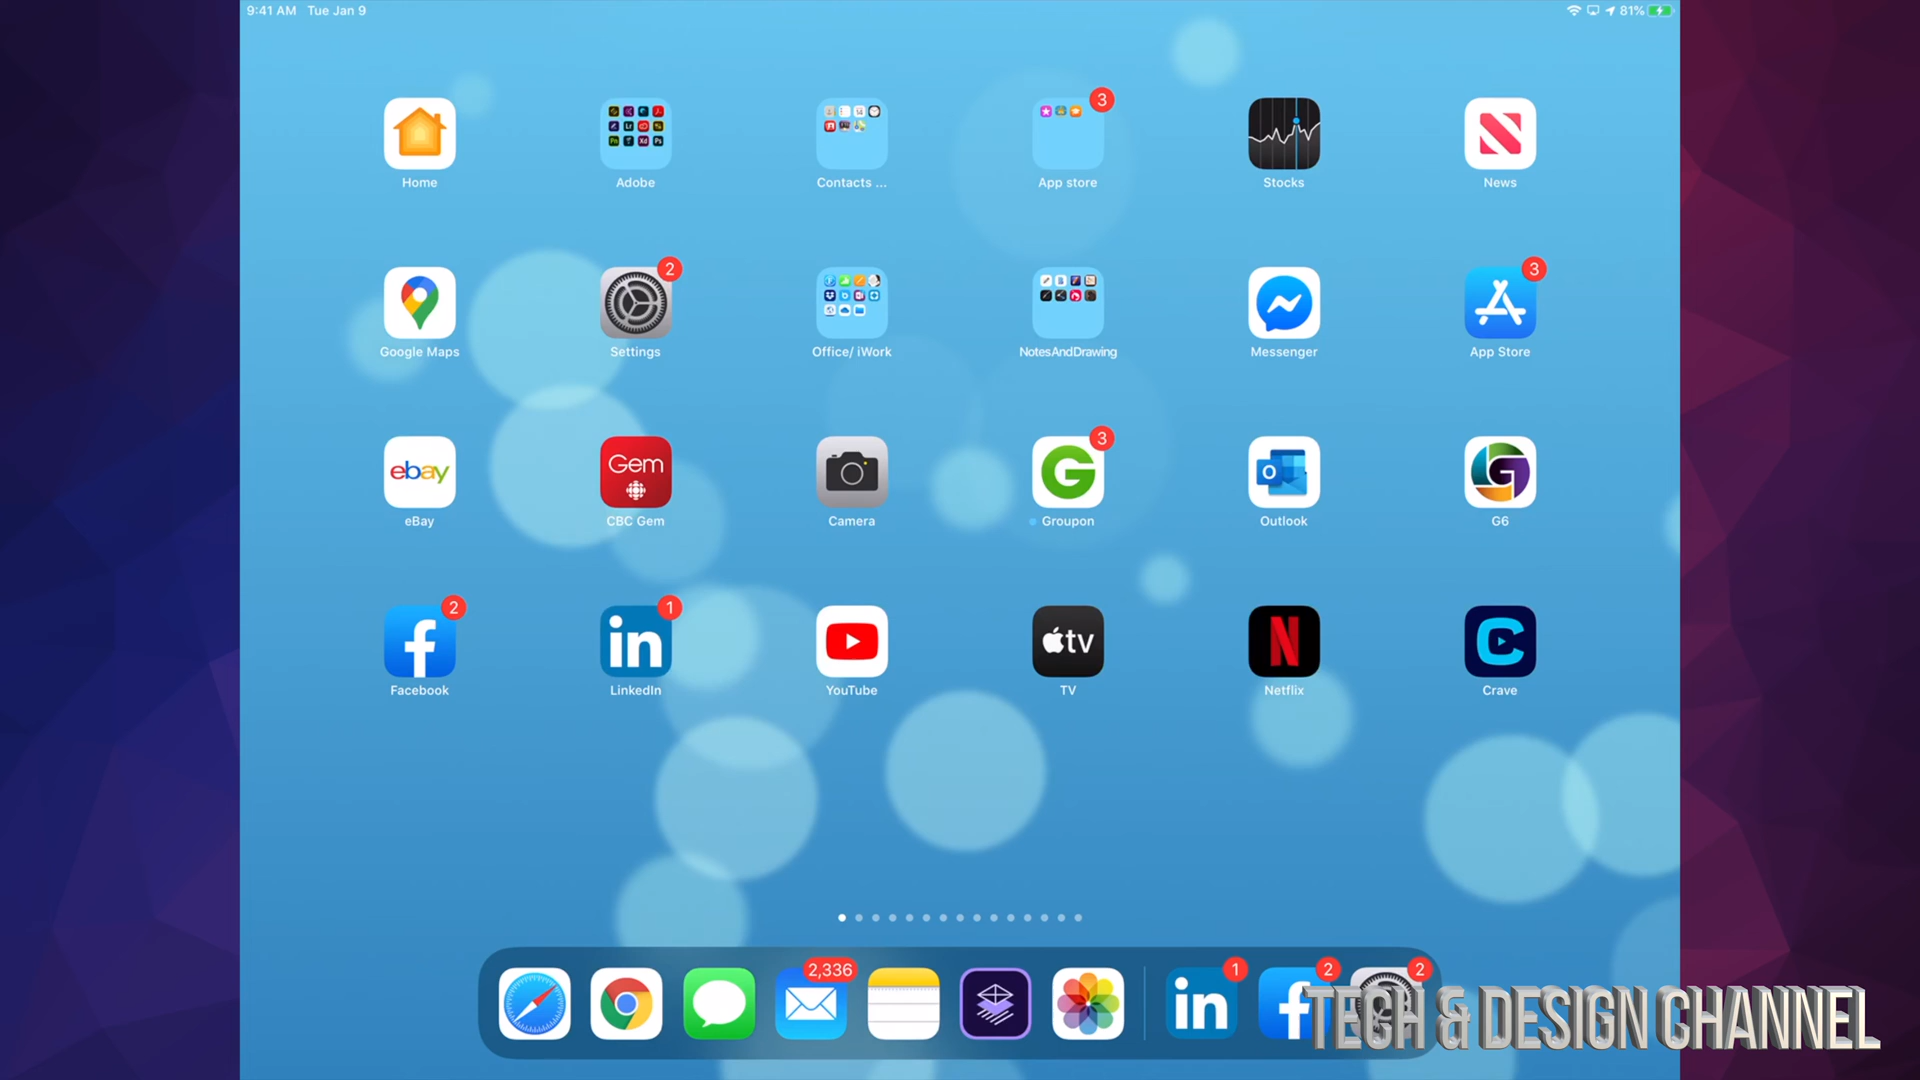 9:41 AM Tue Jan 9
81%
3
Home Adobe Contacts ... App store Stocks News
2 3
Google Maps Settings Office/ iWork NotesAndDrawing Messenger App Store
ebay Gem 3
eBay CBC Gem Camera Groupon Outlook G6
2 1
in tv
Facebook LinkedIn YouTube TV Netflix Crave
2,336 1 2 2
in
TECH & DESIGN CHANNEL